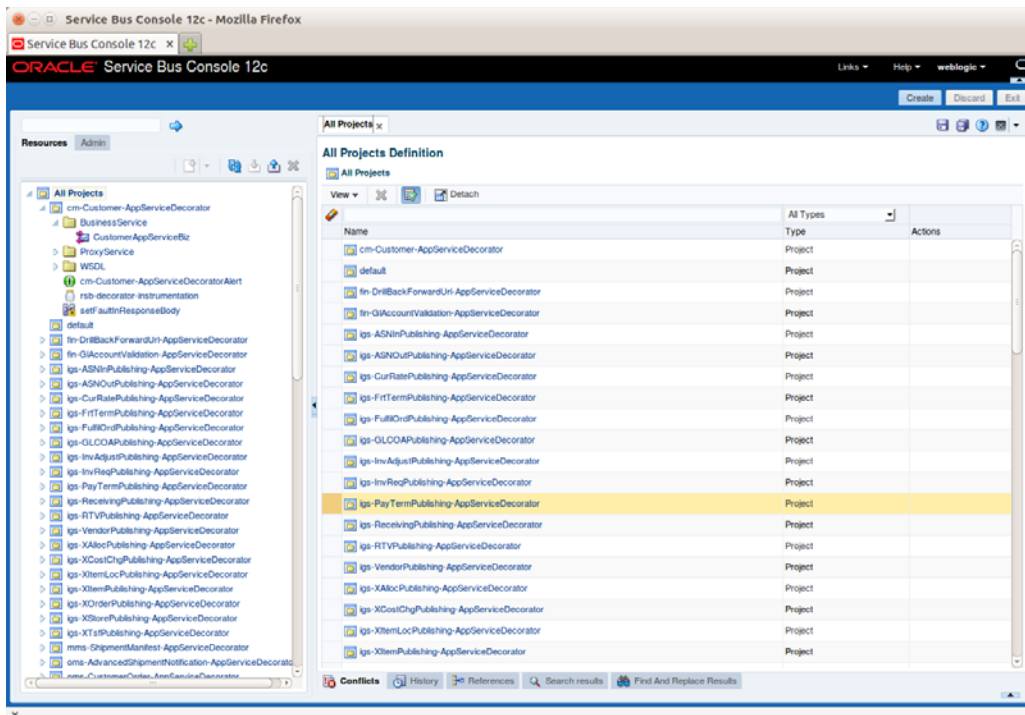 Service Bus Console 12c - Mozilla Firefox
Service Bus Console 12c x
ORACLE Service Bus Console 12c
Links Help weblogic
Create Discard Exit
Resources Admin
All Projects
cm-Customer-AppServiceDecorator
BusinessService
CustomerAppServiceBiz
ProxyService
WSDL
cm-Customer-AppServiceDecoratorAlert
rsb-decorator-instrumentation
setFaultInResponseBody
default
fin-DrillBackForwardUrl-AppServiceDecorator
fin-GlAccountValidation-AppServiceDecorator
igs-ASNInPublishing-AppServiceDecorator
igs-ASNOutPublishing-AppServiceDecorator
igs-CurRatePublishing-AppServiceDecorator
igs-FrtTermPublishing-AppServiceDecorator
igs-FulfilOrdPublishing-AppServiceDecorator
igs-GLCOAPublishing-AppServiceDecorator
igs-InvAdjustPublishing-AppServiceDecorator
igs-InvReqPublishing-AppServiceDecorator
igs-PayTermPublishing-AppServiceDecorator
igs-ReceivingPublishing-AppServiceDecorator
igs-RTVPublishing-AppServiceDecorator
igs-VendorPublishing-AppServiceDecorator
igs-XAllocPublishing-AppServiceDecorator
igs-XCostChgPublishing-AppServiceDecorator
igs-XItemLocPublishing-AppServiceDecorator
igs-XItemPublishing-AppServiceDecorator
igs-XOrderPublishing-AppServiceDecorator
igs-XStorePublishing-AppServiceDecorator
igs-XTsfPublishing-AppServiceDecorator
mms-ShipmentManifest-AppServiceDecorator
oms-AdvancedShipmentNotification-AppServiceDecorato
oms-CustomerOrder-AppServiceDecorator
All Projects x
All Projects Definition
All Projects
View Detach
All Types
Name Type Actions
cm-Customer-AppServiceDecorator Project
default Project
fin-DrillBackForwardUrl-AppServiceDecorator Project
fin-GlAccountValidation-AppServiceDecorator Project
igs-ASNInPublishing-AppServiceDecorator Project
igs-ASNOutPublishing-AppServiceDecorator Project
igs-CurRatePublishing-AppServiceDecorator Project
igs-FrtTermPublishing-AppServiceDecorator Project
igs-FulfilOrdPublishing-AppServiceDecorator Project
igs-GLCOAPublishing-AppServiceDecorator Project
igs-InvAdjustPublishing-AppServiceDecorator Project
igs-InvReqPublishing-AppServiceDecorator Project
igs-PayTermPublishing-AppServiceDecorator Project
igs-ReceivingPublishing-AppServiceDecorator Project
igs-RTVPublishing-AppServiceDecorator Project
igs-VendorPublishing-AppServiceDecorator Project
igs-XAllocPublishing-AppServiceDecorator Project
igs-XCostChgPublishing-AppServiceDecorator Project
igs-XItemLocPublishing-AppServiceDecorator Project
igs-XItemPublishing-AppServiceDecorator Project
Conflicts History References Search results Find And Replace Results